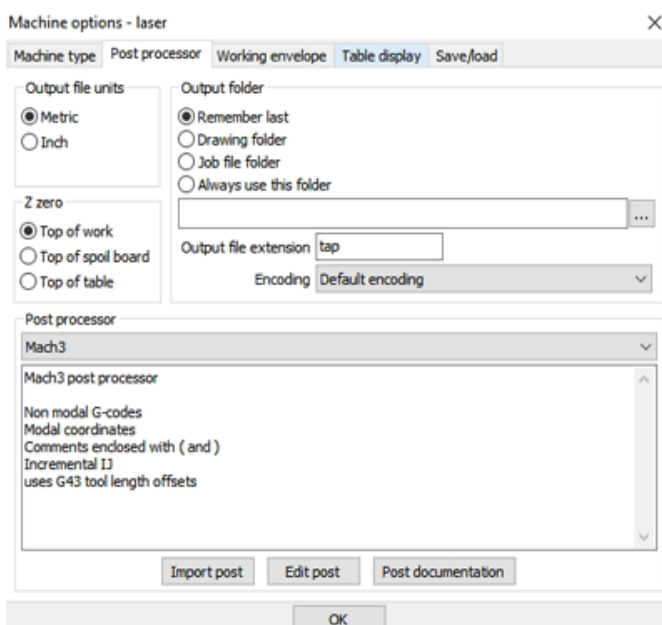 Machine options - laser
Machine type Post processor Working envelope Table display Save/load
Output file units
Metric
Inch
Output folder
Remember last
Drawing folder
Job file folder
Always use this folder
...
Z zero
Top of work
Top of spoil board
Top of table
Output file extension tap
Encoding Default encoding
Post processor
Mach3
Mach3 post processor
Non modal G-codes
Modal coordinates
Comments enclosed with ( and )
Incremental IJ
uses G43 tool length offsets
Import post Edit post Post documentation
OK